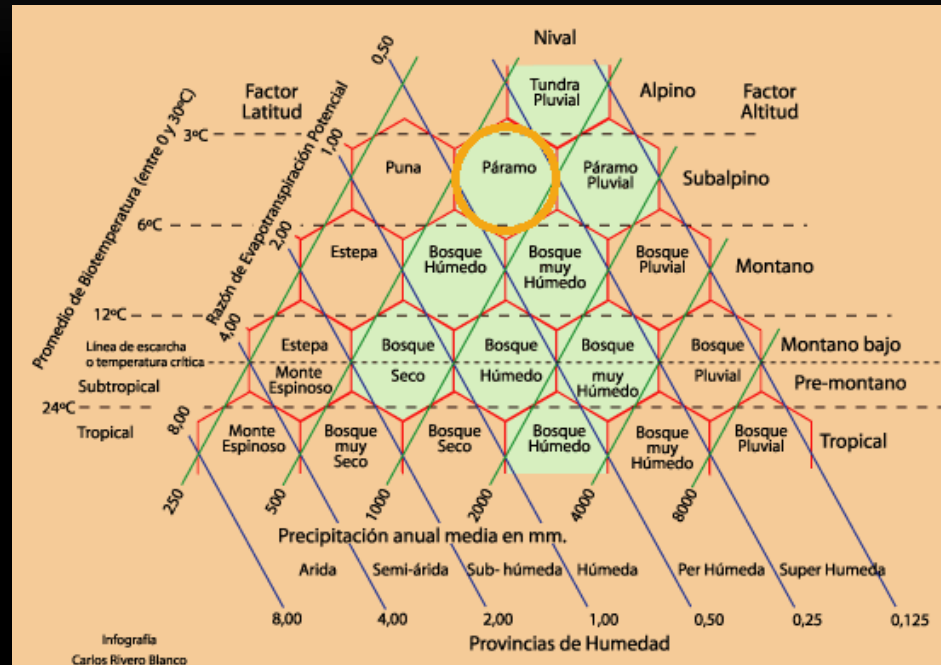 Nival
Factor
Latitud
Tundra
Pluvial
Alpino
Factor
Altitud
Promedio de Biotemperatura (entre 0 y 30ºC)
Razón de Evapotranspiración Potencial
0,50
3ºC
1,00
Puna
Páramo
Páramo
Pluvial
Subalpino
6ºC
2,00
Estepa
Bosque
Húmedo
Bosque
muy
Húmedo
Bosque
Pluvial
Montano
12ºC
4,00
Línea de escarcha
o temperatura crítica
Estepa
Bosque
Bosque
Bosque
Bosque
Montano bajo
Subtropical
Monte
Espinoso
Seco
Húmedo
muy
Húmedo
Pluvial
Pre-montano
24ºC
8,00
Tropical
Monte
Espinoso
Bosque
muy
Seco
Bosque
Seco
Bosque
Húmedo
Bosque
muy
Húmedo
Bosque
Pluvial
Tropical
250
500
1000
2000
4000
8000
Precipitación anual media en mm.
Arida
Semi-árida
Sub- húmeda
Húmeda
Per Húmeda
Super Humeda
8,00
4,00
2,00
1,00
0,50
0,25
0,125
Provincias de Humedad
Infografía
Carlos Rivero Blanco